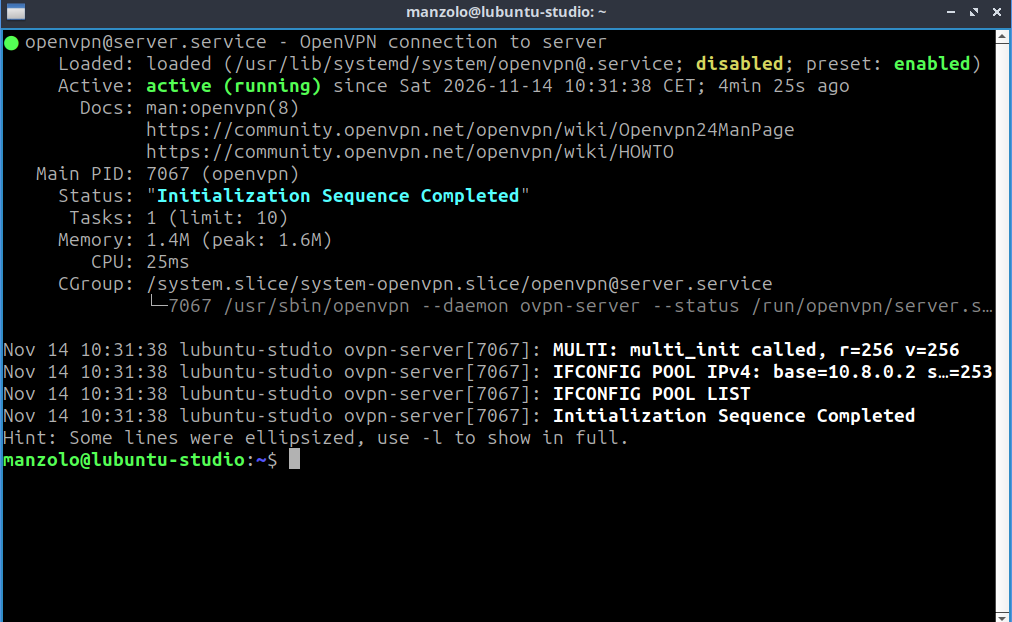 manzolo@lubuntu-studio: ~
● openvpn@server.service - OpenVPN connection to server
     Loaded: loaded (/usr/lib/systemd/system/openvpn@.service; disabled; preset: enabled)
     Active: active (running) since Sat 2026-11-14 10:31:38 CET; 4min 25s ago
       Docs: man:openvpn(8)
             https://community.openvpn.net/openvpn/wiki/Openvpn24ManPage
             https://community.openvpn.net/openvpn/wiki/HOWTO
   Main PID: 7067 (openvpn)
     Status: "Initialization Sequence Completed"
      Tasks: 1 (limit: 10)
     Memory: 1.4M (peak: 1.6M)
        CPU: 25ms
     CGroup: /system.slice/system-openvpn.slice/openvpn@server.service
             └─7067 /usr/sbin/openvpn --daemon ovpn-server --status /run/openvpn/server.s…
Nov 14 10:31:38 lubuntu-studio ovpn-server[7067]: MULTI: multi_init called, r=256 v=256
Nov 14 10:31:38 lubuntu-studio ovpn-server[7067]: IFCONFIG POOL IPv4: base=10.8.0.2 s…=253
Nov 14 10:31:38 lubuntu-studio ovpn-server[7067]: IFCONFIG POOL LIST
Nov 14 10:31:38 lubuntu-studio ovpn-server[7067]: Initialization Sequence Completed
Hint: Some lines were ellipsized, use -l to show in full.
manzolo@lubuntu-studio:~$